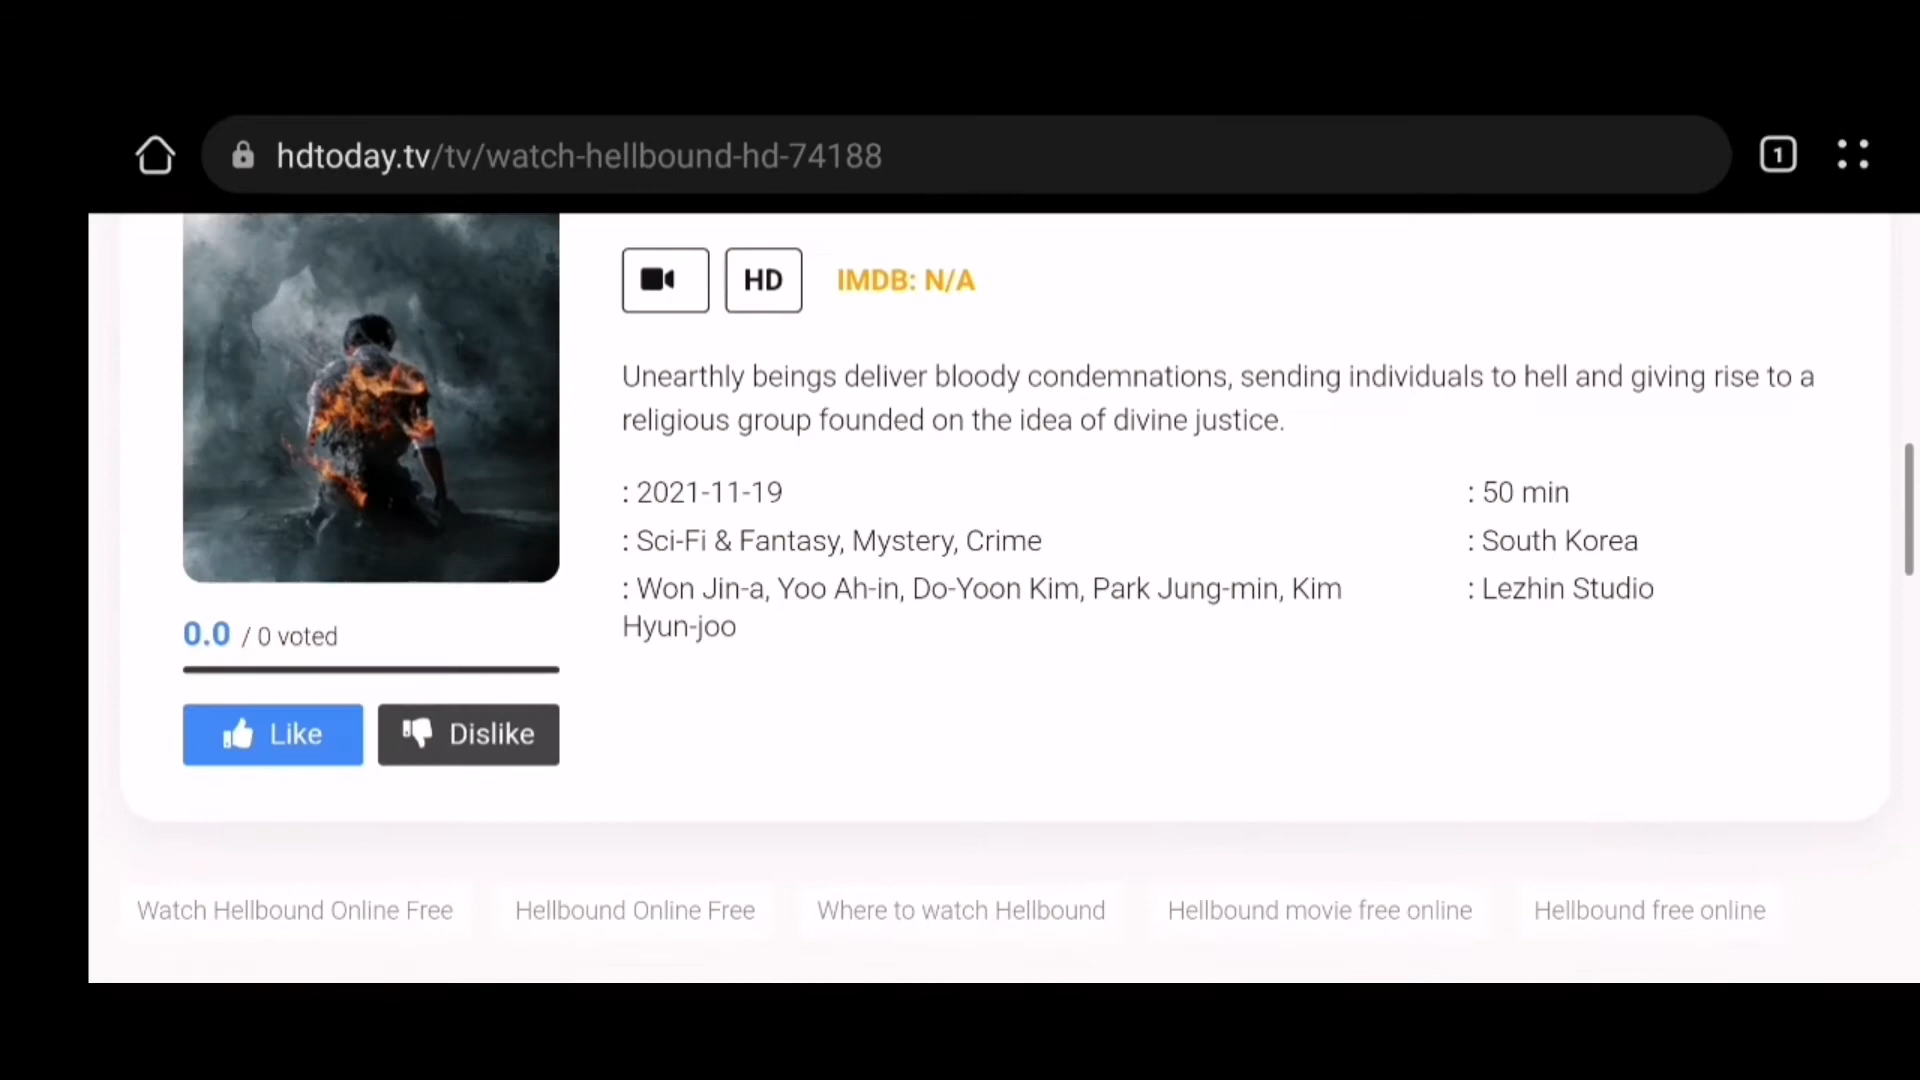 hdtoday.tv/tv/watch-hellbound-hd-74188
1
HD
IMDB: N/A
Unearthly beings deliver bloody condemnations, sending individuals to hell and giving rise to a
religious group founded on the idea of divine justice.
: 2021-11-19
: 50 min
: Sci-Fi & Fantasy, Mystery, Crime
: South Korea
: Won Jin-a, Yoo Ah-in, Do-Yoon Kim, Park Jung-min, Kim
Hyun-joo
: Lezhin Studio
0.0 / 0 voted
Like
Dislike
Watch Hellbound Online Free
Hellbound Online Free
Where to watch Hellbound
Hellbound movie free online
Hellbound free online